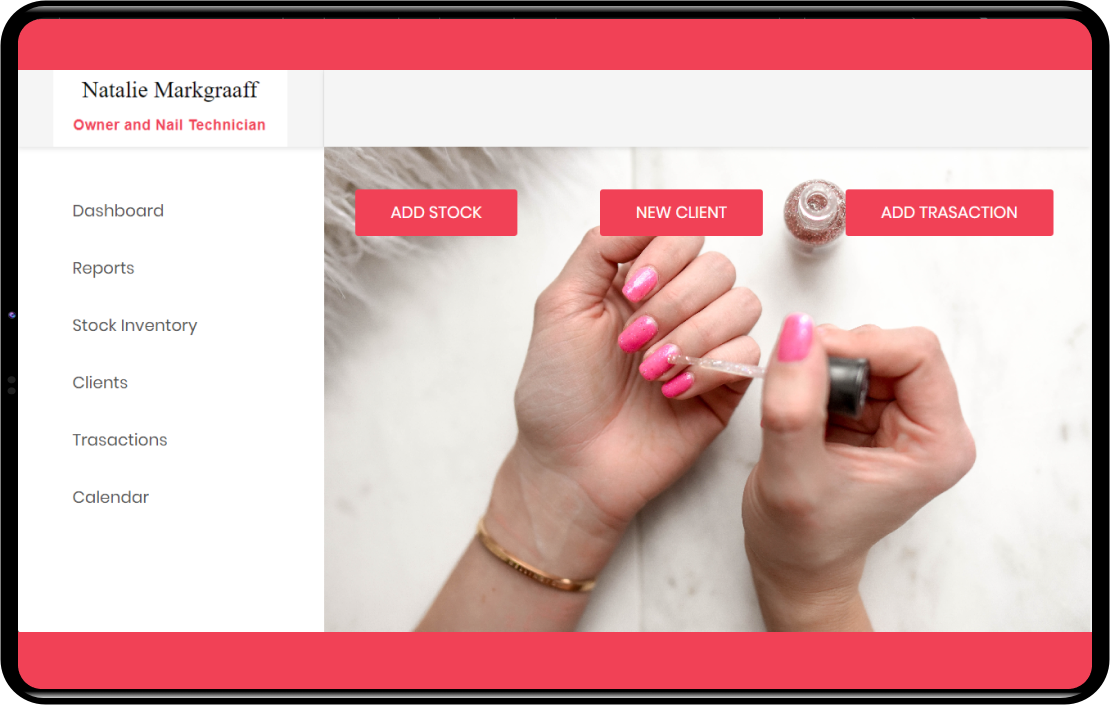 Natalie Markgraaff
Owner and Nail Technician
Dashboard
Reports
Stock Inventory
Clients
Trasactions
Calendar
ADD STOCK
NEW CLIENT
ADD TRASACTION